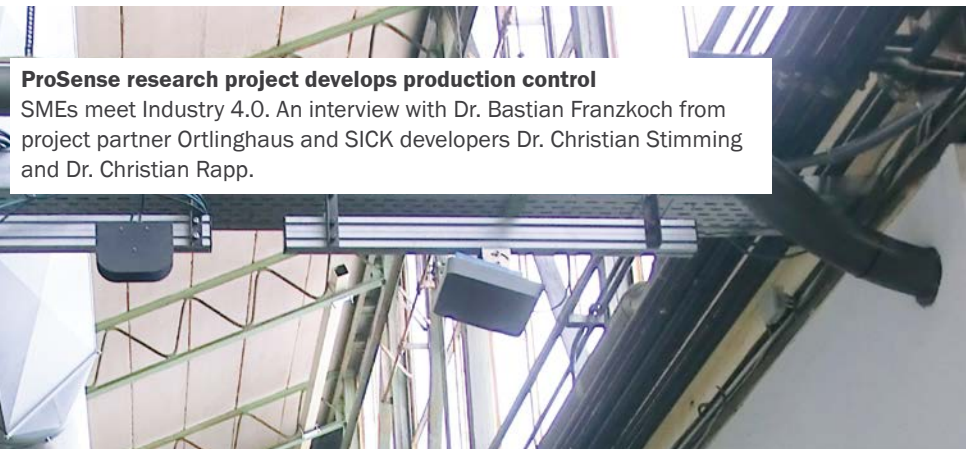 ProSense research project develops production control
SMEs meet Industry 4.0. An interview with Dr. Bastian Franzkoch from
project partner Ortlinghaus and SICK developers Dr. Christian Stimming
and Dr. Christian Rapp.